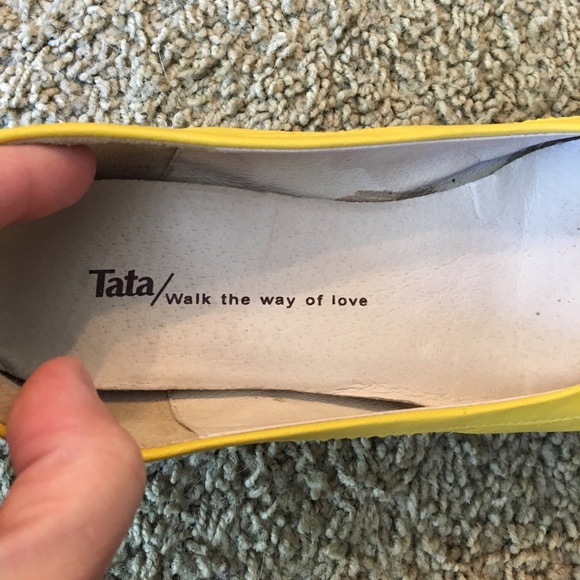 Tata/Walk the way of love